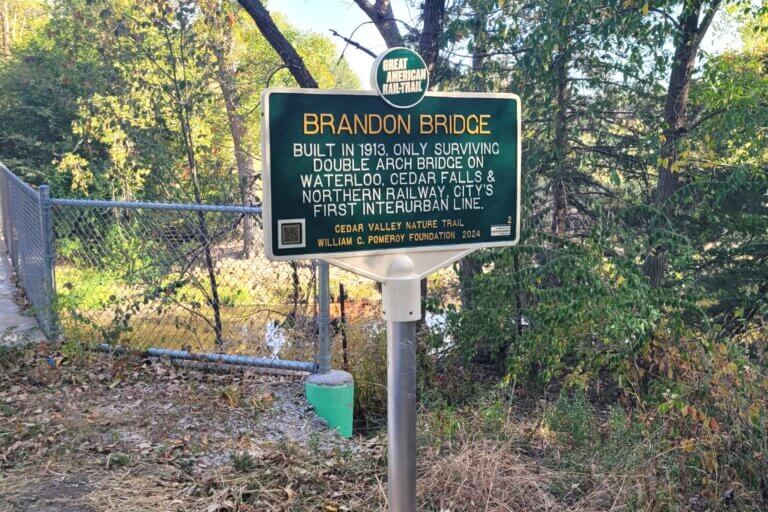 GREAT
AMERICAN
RAIL-TRAIL
BRANDON BRIDGE
BUILT IN 1913, ONLY SURVIVING
DOUBLE ARCH BRIDGE ON
WATERLOO, CEDAR FALLS &
NORTHERN RAILWAY, CITY'S
FIRST INTERURBAN LINE.
CEDAR VALLEY NATURE TRAIL
WILLIAM G. POMEROY FOUNDATION 2024
2